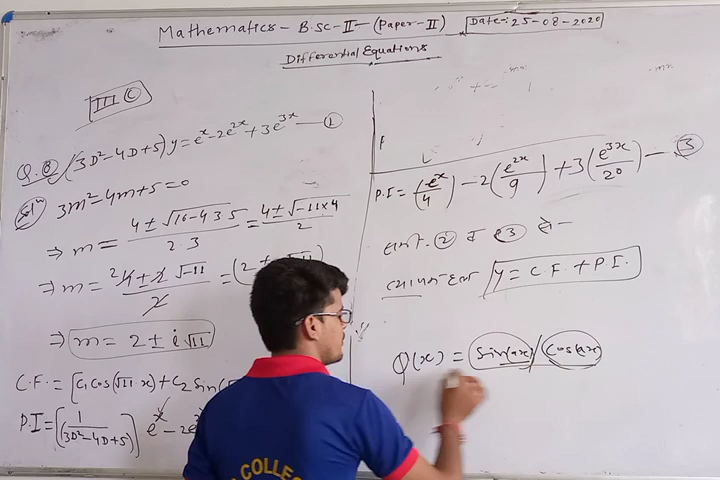 Mathematics - B.SC-II - (Paper-II) Date-: 25-08-2020
Differential Equations
III C
Q. 8 (3D²-4D+5)y = e^x - 2e^2x + 3e^3x — 1
Sol^n 3m²-4m+5=0
⇒ m = 4 ± √16-4 3 5 / 2.3 = 4 ± √-11×4 / 2
⇒ m = 4 ± 2 √-11 / 2 =
⇒ m = 2 ± i √11
C.F. = [C₁ Cos(√11 x) + C₂ Sin(
P.I = [(1 / 3D²-4D+5)] e^x - 2e
P.I = (e^x / 4) - 2 (e^2x / 9) + 3 (e^3x / 20) — 3
2 व 3 से -
y = C.F. + P.I.
Q(x) = Sin(ax) / Cos(ax
COLLEGE